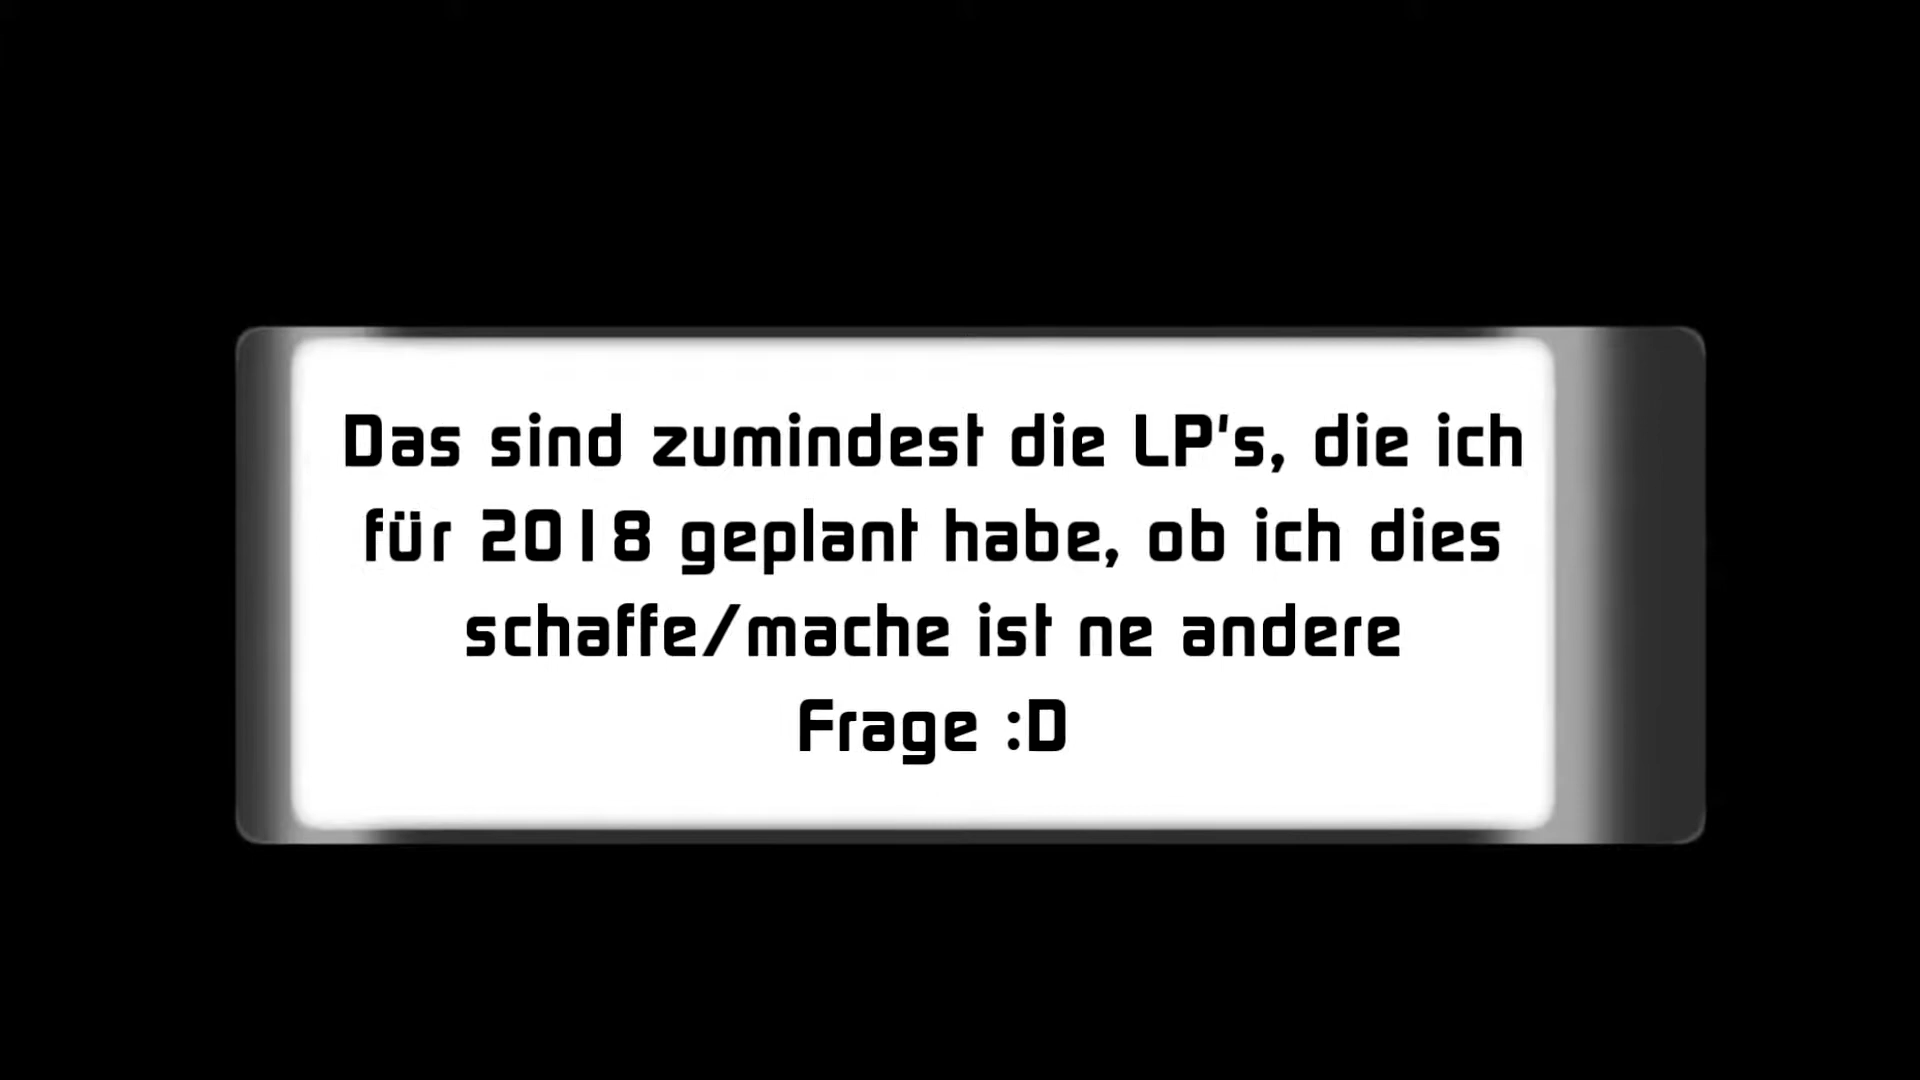 Das sind zumindest die LP's, die ich
für 2018 geplant habe, ob ich dies
schaffe/mache ist ne andere
Frage :D